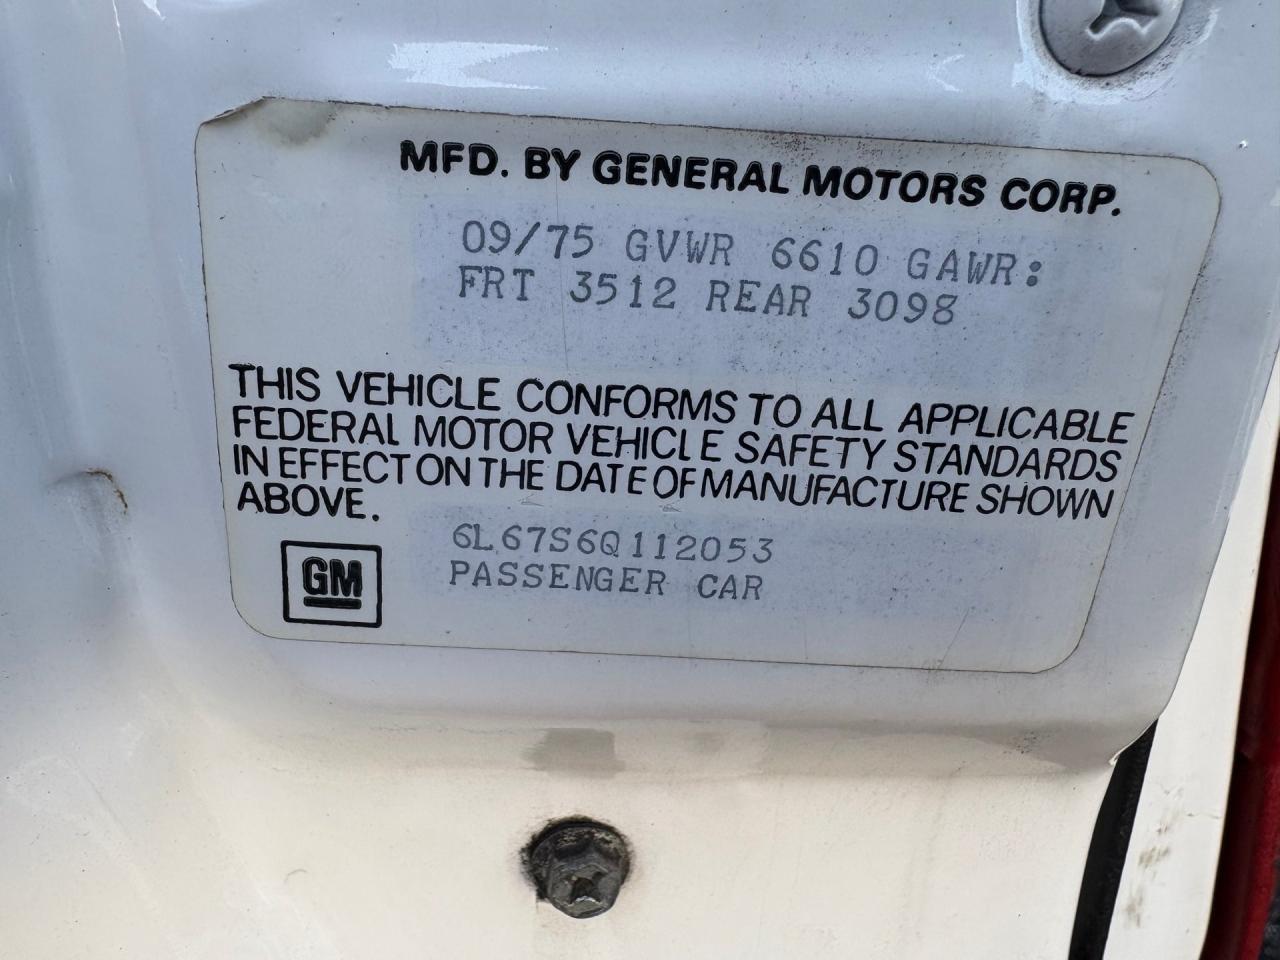 MFD. BY GENERAL MOTORS CORP.
09/75 GVWR 6610 GAWR:
FRT 3512 REAR 3098
THIS VEHICLE CONFORMS TO ALL APPLICABLE
FEDERAL MOTOR VEHICLE SAFETY STANDARDS
IN EFFECT ON THE DATE OF MANUFACTURE SHOWN
ABOVE.
6L67S6Q112053
PASSENGER CAR
GM